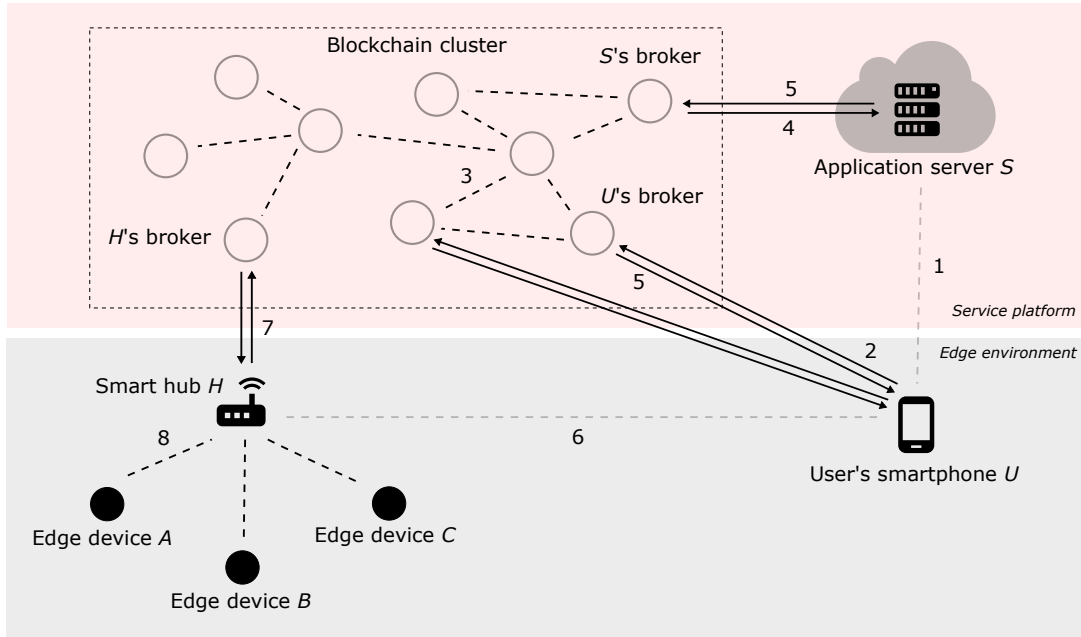 Blockchain cluster
S's broker
5
4
Application server S
3
U's broker
H's broker
5
1
Service platform
7
2
Edge environment
Smart hub H
8
6
User's smartphone U
Edge device A
Edge device C
Edge device B